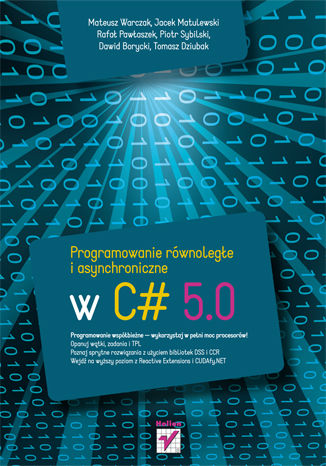 Mateusz Warczak, Jacek Matulewski
Rafał Pawłaszek, Piotr Sybilski,
Dawid Borycki, Tomasz Dziubak
Programowanie równoległe
i asynchroniczne
w C# 5.0
Programowanie współbieżne — wykorzystaj w pełni moc procesorów!
Opanuj wątki, zadania i TPL
Poznaj sprytne rozwiązania z użyciem bibliotek DSS i CCR
Wejdź na wyższy poziom z Reactive Extensions i CUDAfy.NET
Helion